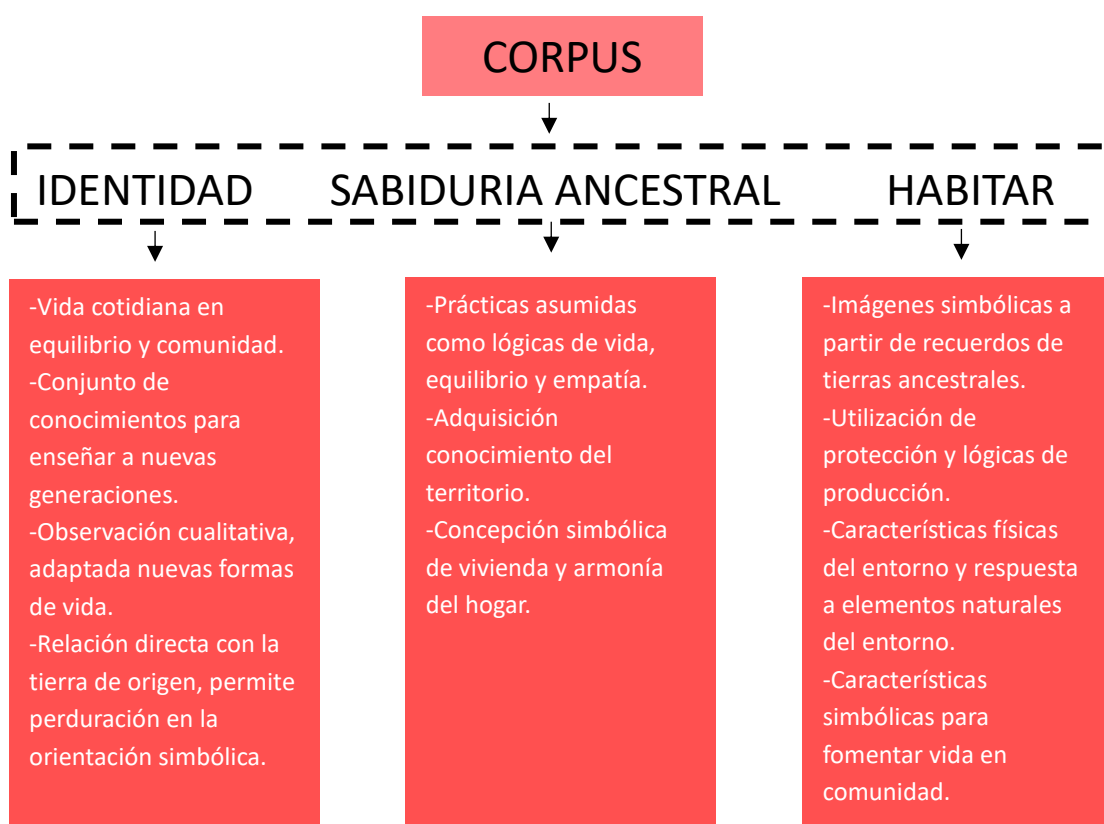 CORPUS
IDENTIDAD SABIDURIA ANCESTRAL HABITAR
-Vida cotidiana en
equilibrio y comunidad.
-Conjunto de
conocimientos para
enseñar a nuevas
generaciones.
-Observación cualitativa,
adaptada nuevas formas
de vida.
-Relación directa con la
tierra de origen, permite
perduración en la
orientación simbólica.
-Prácticas asumidas
como lógicas de vida,
equilibrio y empatía.
-Adquisición
conocimiento del
territorio.
-Concepción simbólica
de vivienda y armonía
del hogar.
-Imágenes simbólicas a
partir de recuerdos de
tierras ancestrales.
-Utilización de
protección y lógicas de
producción.
-Características físicas
del entorno y respuesta
a elementos naturales
del entorno.
-Características
simbólicas para
fomentar vida en
comunidad.